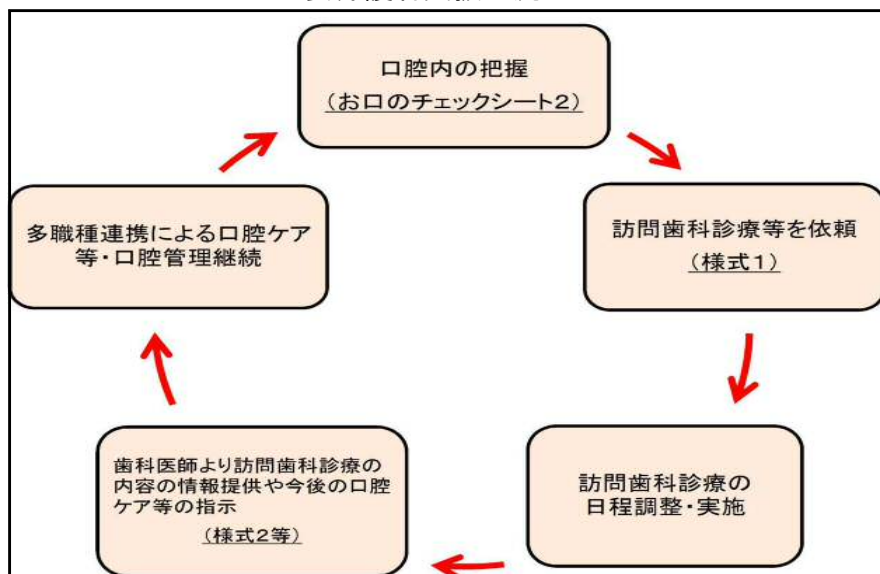 口腔内の把握
(お口のチェックシート2)
訪問歯科診療等を依頼
(様式1)
訪問歯科診療の
日程調整・実施
歯科医師より訪問歯科診療の
内容の情報提供や今後の口腔
ケア等の指示
(様式2等)
多職種連携による口腔ケア
等・口腔管理継続